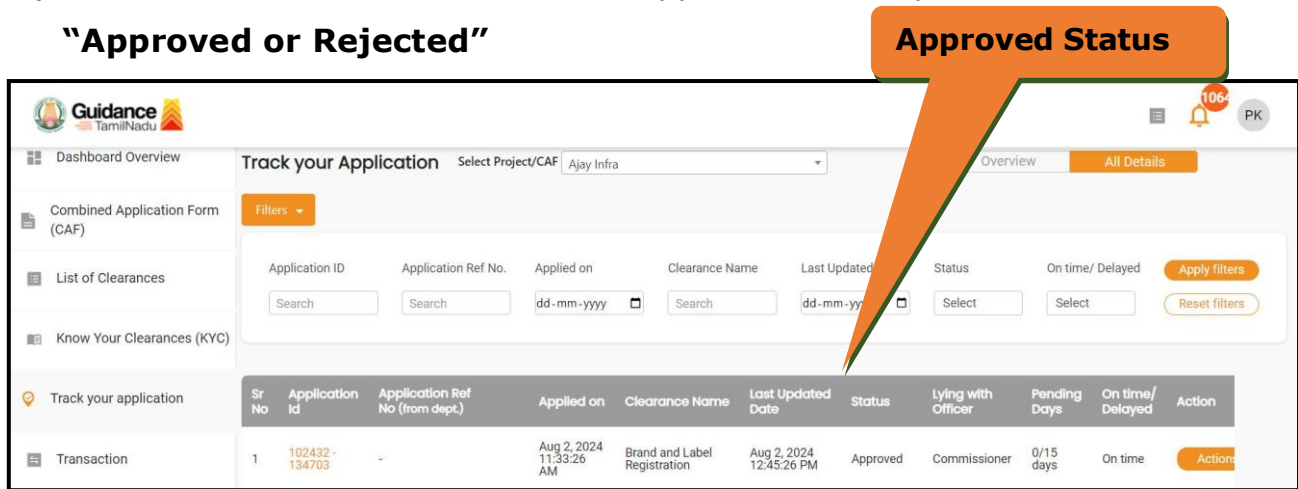 “Approved or Rejected”
Approved Status
Guidance
TamilNadu
1064
PK
Dashboard Overview
Track your Application
Select Project/CAF
Ajay Infra
Overview
All Details
Combined Application Form
(CAF)
Filters
List of Clearances
Application ID
Application Ref No.
Applied on
Clearance Name
Last Updated
Status
On time/ Delayed
Apply filters
Search
Search
dd-mm-yyyy
Search
Select
Select
Reset filters
Know Your Clearances (KYC)
Track your application
Sr
No
Application
Id
Application Ref
No (from dept.)
Applied on
Clearance Name
Last Updated
Date
Status
Lying with
Officer
Pending
Days
On time/
Delayed
Action
Transaction
1
102432-
134703
-
Aug 2, 2024
11:33:26
AM
Brand and Label
Registration
Aug 2, 2024
12:45:26 PM
Approved
Commissioner
0/15
days
On time
Actions